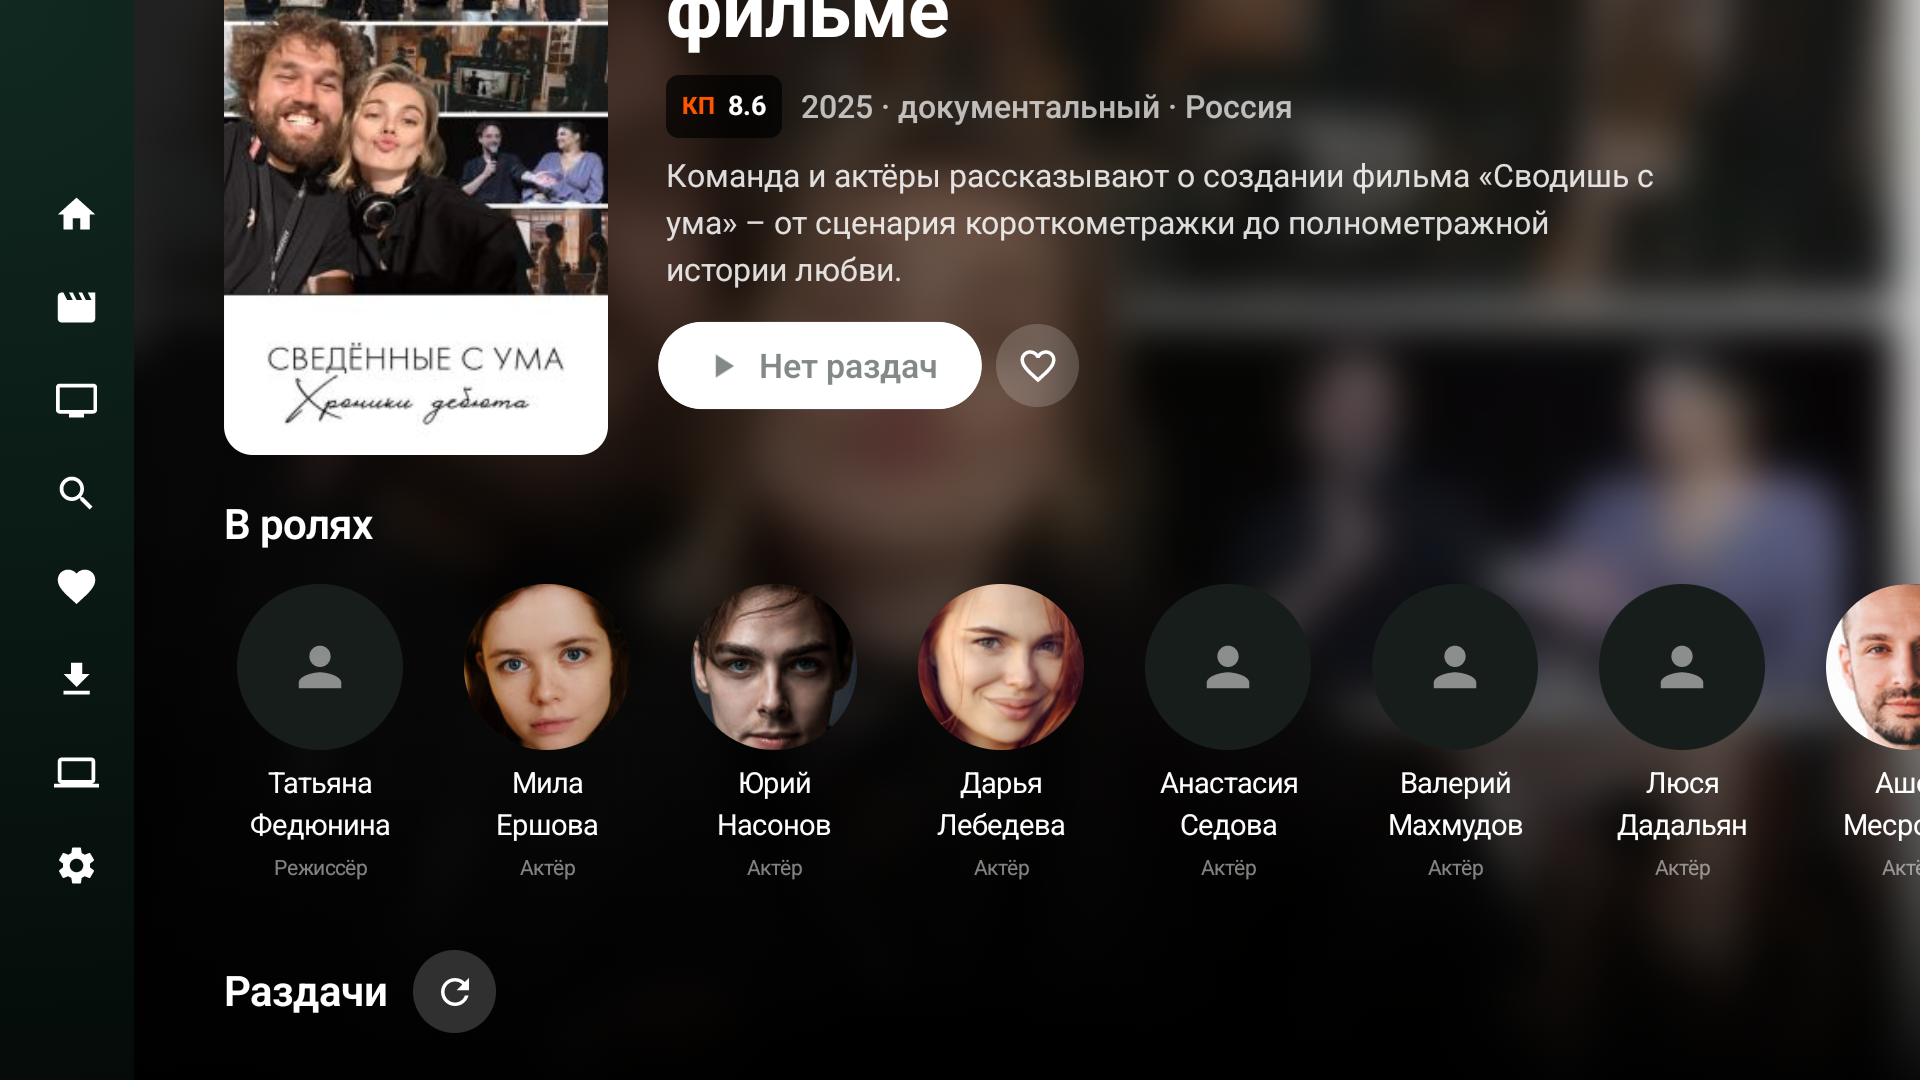 фильме
КП 8.6 2025 · документальный · Россия
Команда и актёры рассказывают о создании фильма «Сводишь с
ума» – от сценария короткометражки до полнометражной
истории любви.
Нет раздач
СВЕДЁННЫЕ С УМА
Хроники дебюта
В ролях
Татьяна
Федюнина
Режиссёр
Мила
Ершова
Актёр
Юрий
Насонов
Актёр
Дарья
Лебедева
Актёр
Анастасия
Седова
Актёр
Валерий
Махмудов
Актёр
Люся
Дадальян
Актёр
Раздачи